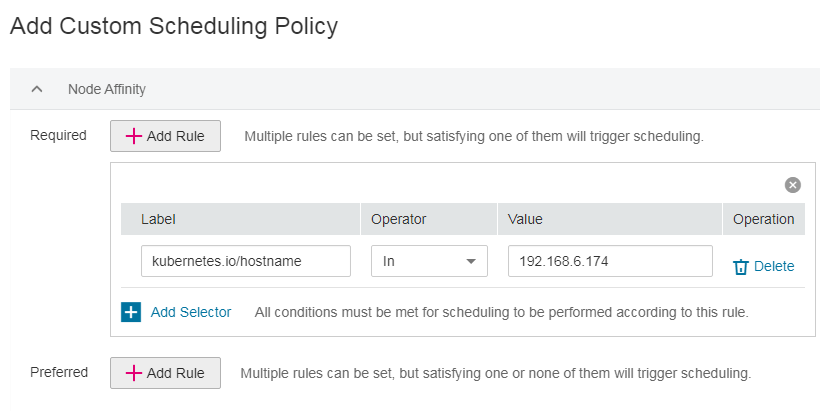 Add Custom Scheduling Policy
Node Affinity
Required Add Rule Multiple rules can be set, but satisfying one of them will trigger scheduling.
Label Operator Value Operation
kubernetes.io/hostname In 192.168.6.174 Delete
Add Selector All conditions must be met for scheduling to be performed according to this rule.
Preferred Add Rule Multiple rules can be set, but satisfying one or none of them will trigger scheduling.